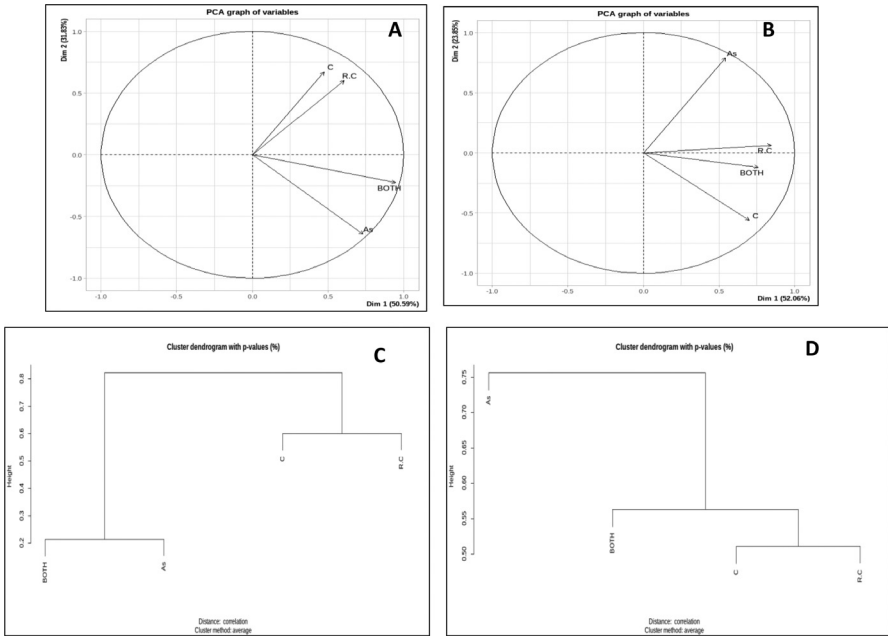 PCA graph of variables
A
Dim 2 (31.83%)
1.0
0.5
0.0
-0.5
-1.0
C
R.C
BOTH
As
-1.0 -0.5 0.0 0.5 1.0
Dim 1 (50.59%)
PCA graph of variables
B
Dim 2 (23.85%)
1.0
0.5
0.0
-0.5
-1.0
As
R.C
BOTH
C
-1.0 -0.5 0.0 0.5 1.0
Dim 1 (52.06%)
Cluster dendrogram with p-values (%)
C
Height
0.8
0.7
0.6
0.5
0.4
0.3
0.2
C
R.C
BOTH
As
Distance: correlation
Cluster method: average
Cluster dendrogram with p-values (%)
D
Height
0.75
0.70
0.65
0.60
0.55
0.50
As
BOTH
C
R.C
Distance: correlation
Cluster method: average